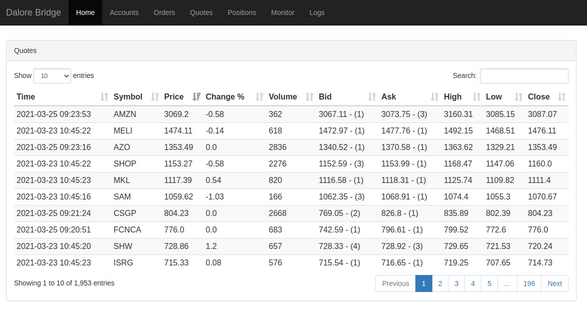 Dalore Bridge Home Accounts Orders Quotes Positions Monitor Logs
Quotes
Show 10 entries Search:
Time Symbol Price Change % Volume Bid Ask High Low Close
2021-03-25 09:23:53 AMZN 3069.2 -0.58 362 3067.11 - (1) 3073.75 - (3) 3160.31 3085.15 3087.07
2021-03-23 10:45:22 MELI 1474.11 -0.14 618 1472.97 - (1) 1477.76 - (1) 1492.15 1468.51 1476.11
2021-03-25 09:23:16 AZO 1353.49 0.0 2836 1340.52 - (1) 1370.58 - (1) 1363.62 1329.21 1353.49
2021-03-23 10:45:22 SHOP 1153.27 -0.58 2276 1152.59 - (3) 1153.99 - (1) 1168.47 1147.06 1160.0
2021-03-23 10:45:23 MKL 1117.39 0.54 820 1116.58 - (1) 1118.31 - (1) 1125.74 1109.82 1111.4
2021-03-23 10:45:16 SAM 1059.62 -1.03 166 1062.35 - (3) 1068.91 - (1) 1074.4 1055.3 1070.67
2021-03-25 09:21:24 CSGP 804.23 0.0 2668 769.05 - (2) 826.8 - (1) 835.89 802.39 804.23
2021-03-25 09:20:51 FCNCA 776.0 0.0 683 742.59 - (1) 796.61 - (1) 799.52 772.6 776.0
2021-03-23 10:45:20 SHW 728.86 1.2 657 728.33 - (4) 728.92 - (3) 729.65 721.53 720.24
2021-03-23 10:45:23 ISRG 715.33 0.08 576 715.54 - (1) 716.65 - (1) 719.25 707.65 714.73
Showing 1 to 10 of 1,953 entries Previous 1 2 3 4 5 ... 196 Next